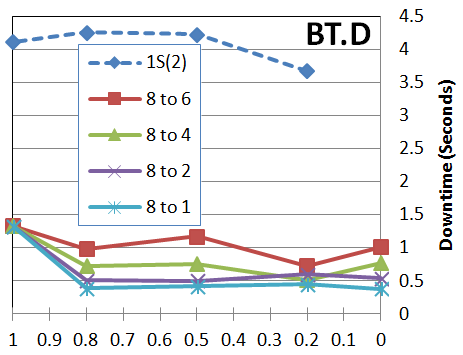 BT.D
1S(2)
8 to 6
8 to 4
8 to 2
8 to 1
4.5
4
3.5
3
2.5
2
1.5
1
0.5
0
Downtime (Seconds)
1 0.9 0.8 0.7 0.6 0.5 0.4 0.3 0.2 0.1 0